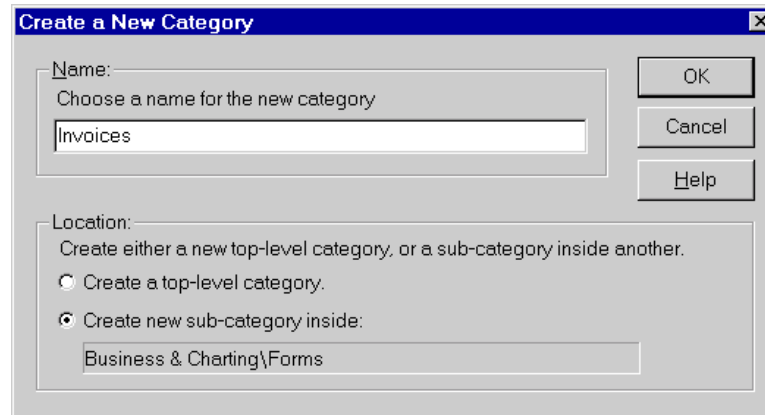 Create a New Category
Name:
Choose a name for the new category
Invoices
OK
Cancel
Help
Location:
Create either a new top-level category, or a sub-category inside another.
Create a top-level category.
Create new sub-category inside:
Business & Charting\Forms